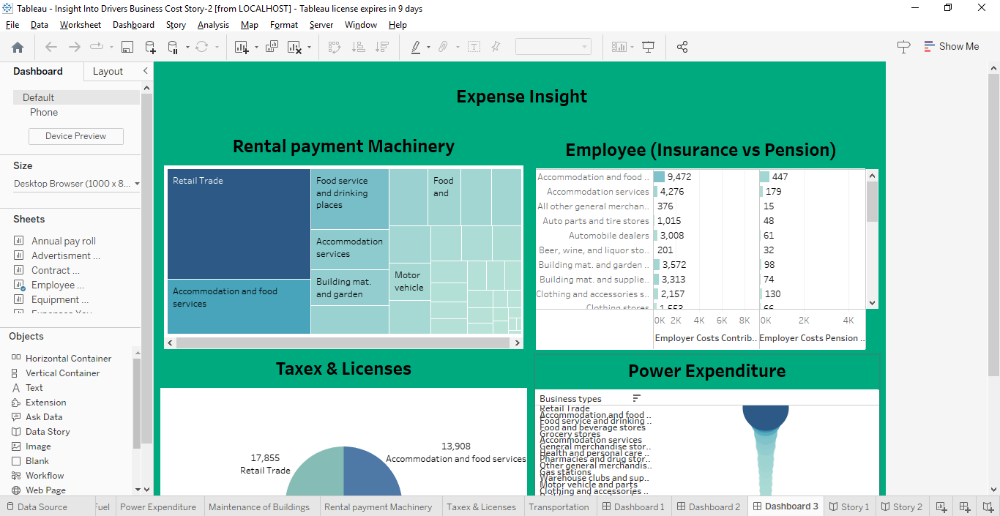 Tableau - Insight Into Drivers Business Cost Story-2 [from LOCALHOST] - Tableau license expires in 9 days
File Data Worksheet Dashboard Story Analysis Map Format Server Window Help
Show Me
Dashboard Layout
Default
Phone
Device Preview
Size
Desktop Browser (1000 x 8...
Sheets
Annual pay roll
Advertisment ...
Contract ...
Employee ...
Equipment ...
Expenses You
Objects
Horizontal Container
Vertical Container
Text
Extension
Ask Data
Data Story
Image
Blank
Workflow
Web Page
Expense Insight
Rental payment Machinery
Retail Trade
Accommodation and food
services
Food service
and drinking
places
Accommodation
services
Building mat.
and garden
Food
and
Motor
vehicle
Employee (Insurance vs Pension)
Accommodation and food .. 9,472 447
Accommodation services 4,276 179
All other general merchan.. 376 15
Auto parts and tire stores 1,015 48
Automobile dealers 3,008 61
Beer, wine, and liquor sto.. 201 32
Building mat. and garden .. 3,572 98
Building mat. and supplie.. 3,313 74
Clothing and accessories s.. 2,157 130
Clothing stores 1,553 66
0K 2K 4K 6K 8K 0K 2K 4K
Employer Costs Contrib.. Employer Costs Pension ..
Taxex & Licenses
17,855
Retail Trade
13,908
Accommodation and food services
Power Expenditure
Business types
Retail Trade
Accommodation and food ..
Food service and drinking ..
Food and beverage stores
Grocery stores
Accommodation services
General merchandise stor..
Health and personal care ..
Pharmacies and drug stor..
Other general merchandis..
Gas stations
Warehouse clubs and sup..
Motor vehicle and parts
Clothing and accessories ..
Data Source Fuel Power Expenditure Maintenance of Buildings Rental payment Machinery Taxes & Licenses Transportation Dashboard 1 Dashboard 2 Dashboard 3 Story 1 Story 2